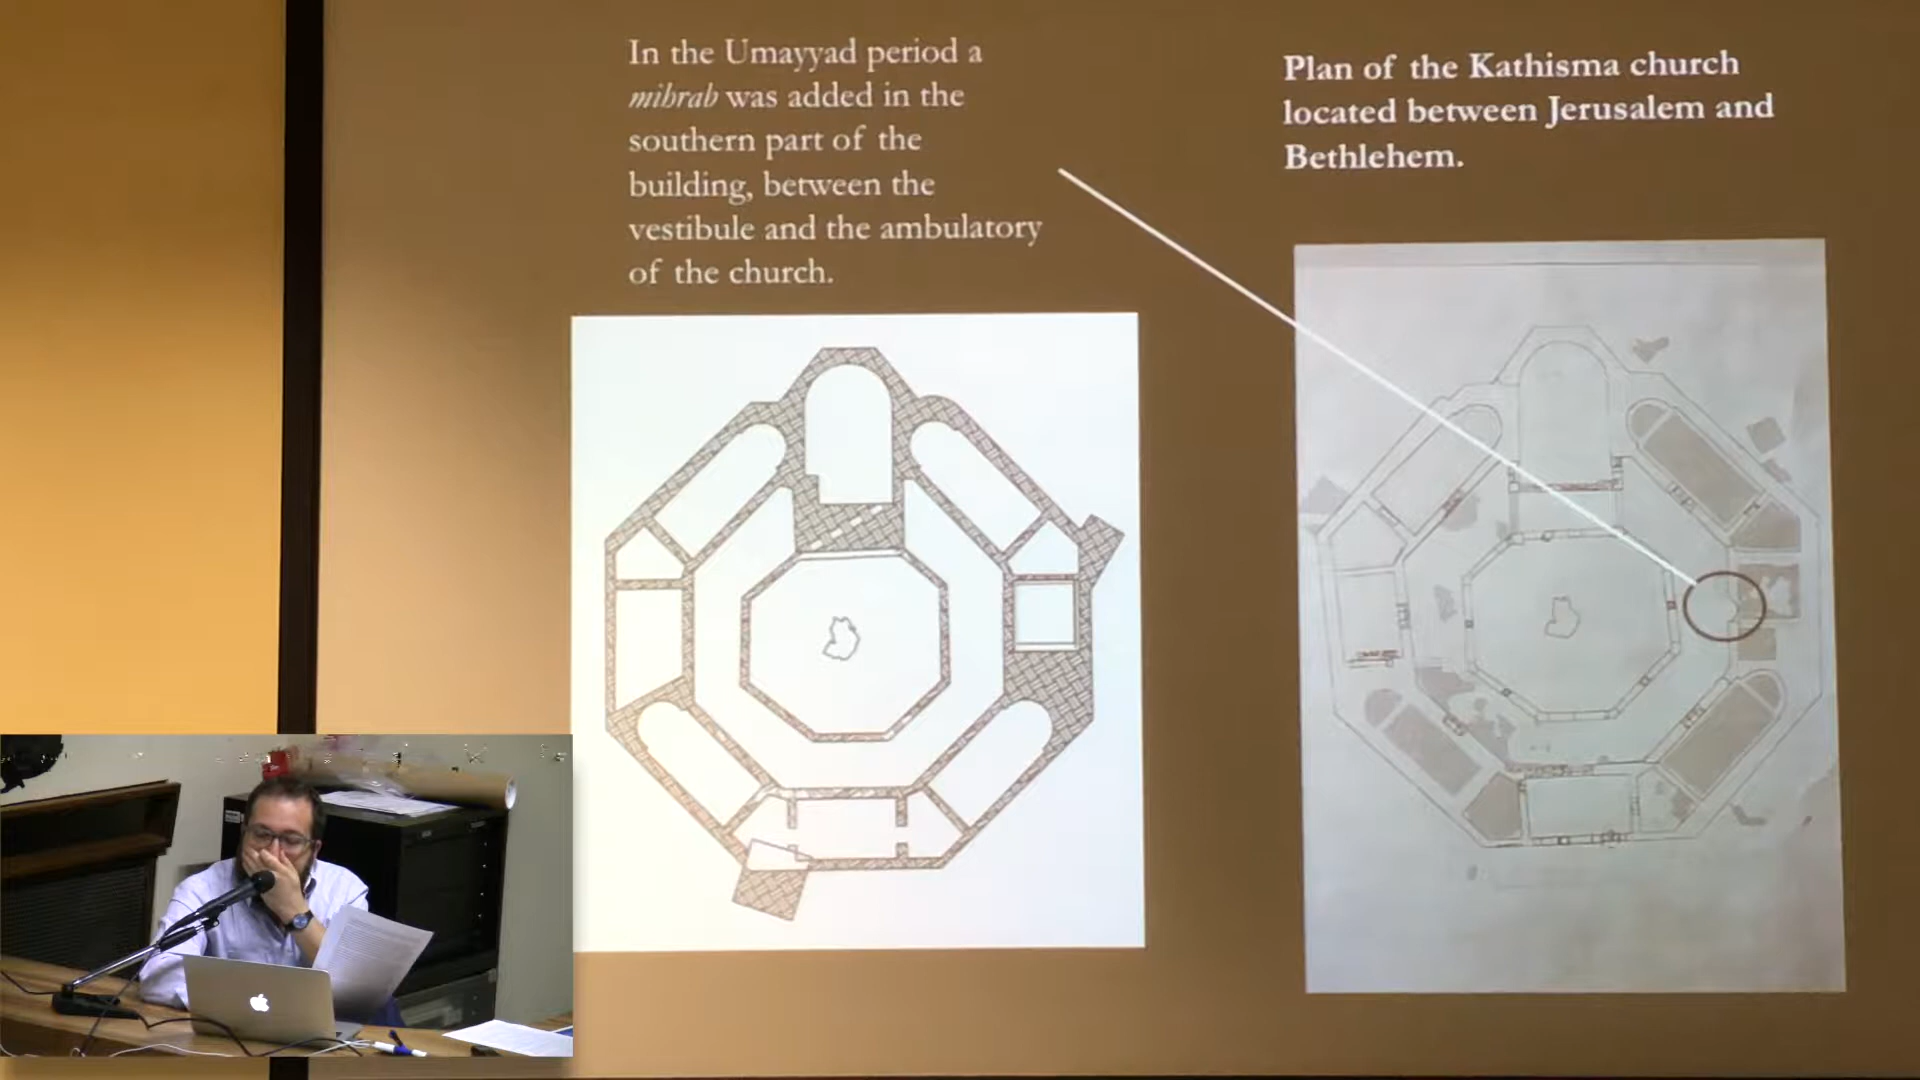 In the Umayyad period a
mihrab was added in the
southern part of the
building, between the
vestibule and the ambulatory
of the church.
Plan of the Kathisma church
located between Jerusalem and
Bethlehem.